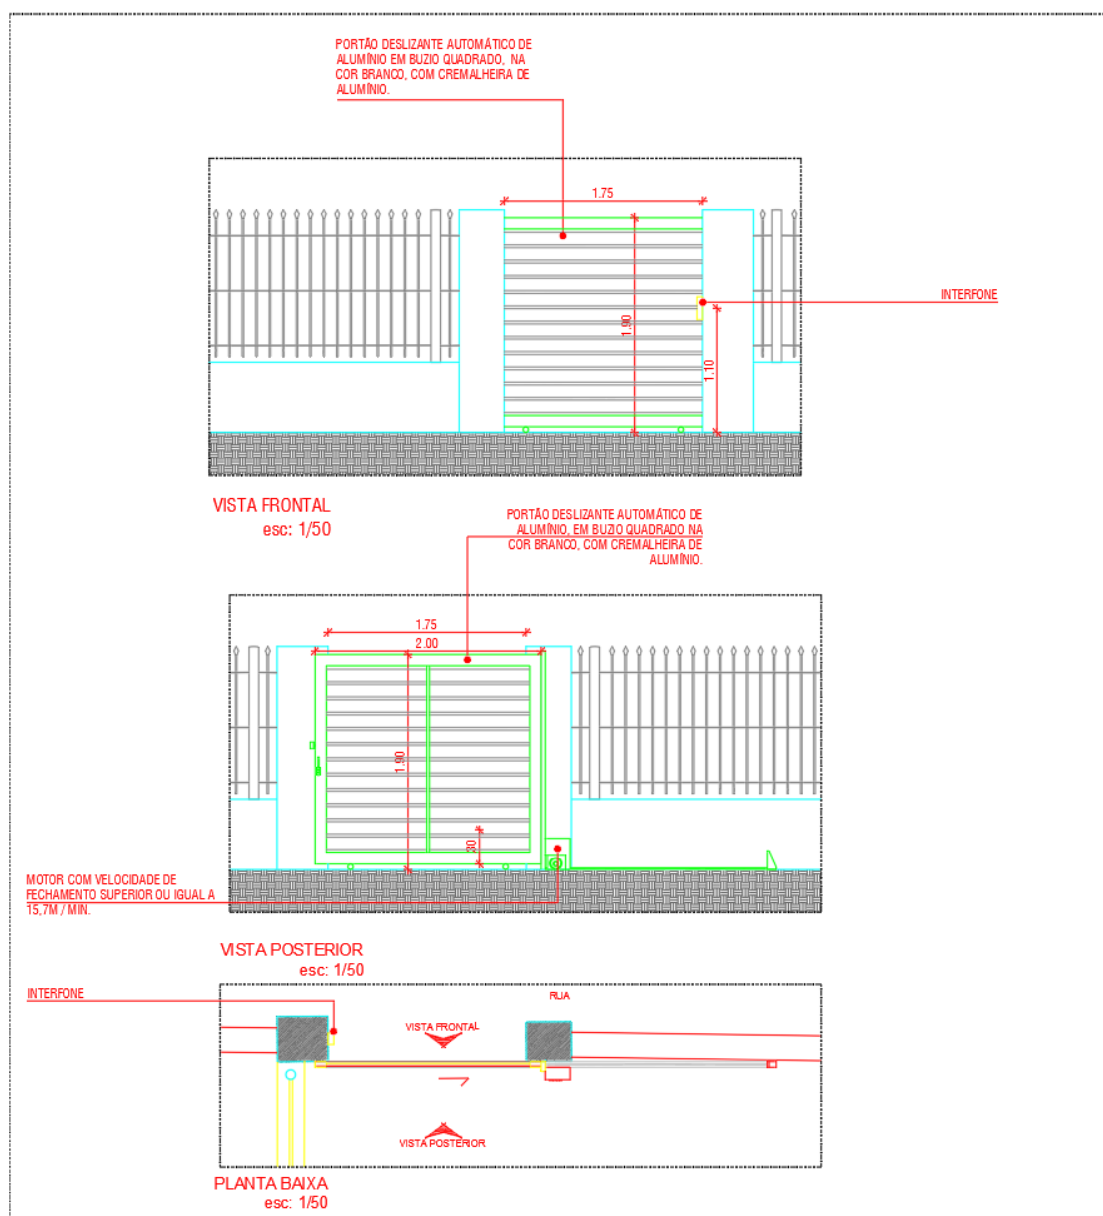 PORTÃO DESLIZANTE AUTOMÁTICO DE
ALUMÍNIO EM BUZIO QUADRADO, NA
COR BRANCO, COM CREMALHEIRA DE
ALUMÍNIO.
1.75
INTERFONE
1.90
1.10
VISTA FRONTAL
esc: 1/50
PORTÃO DESLIZANTE AUTOMÁTICO DE
ALUMÍNIO, EM BUZIO QUADRADO NA
COR BRANCO, COM CREMALHEIRA DE
ALUMÍNIO.
1.75
2.00
1.90
.30
MOTOR COM VELOCIDADE DE
FECHAMENTO SUPERIOR OU IGUAL A
15,7M / MIN.
VISTA POSTERIOR
esc: 1/50
INTERFONE
RUA
VISTA FRONTAL
VISTA POSTERIOR
PLANTA BAIXA
esc: 1/50